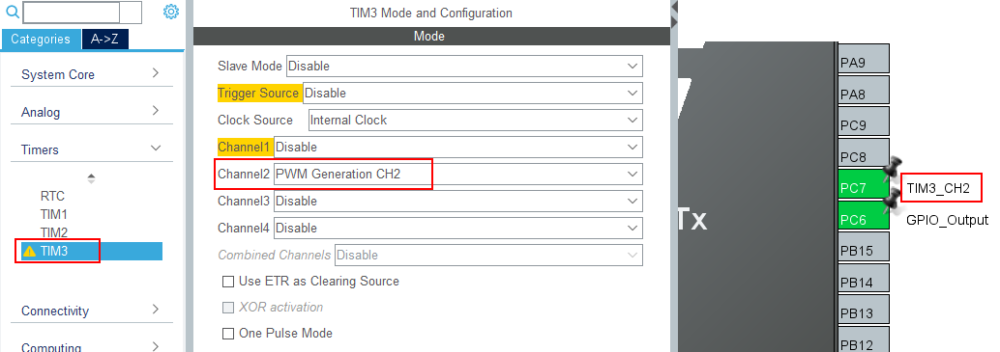 Categories
A->Z
System Core
Analog
Timers
RTC
TIM1
TIM2
TIM3
Connectivity
Computing
TIM3 Mode and Configuration
Mode
Slave Mode Disable
Trigger Source Disable
Clock Source Internal Clock
Channel1 Disable
Channel2 PWM Generation CH2
Channel3 Disable
Channel4 Disable
Combined Channels Disable
Use ETR as Clearing Source
XOR activation
One Pulse Mode
Tx
PA9
PA8
PC9
PC8
PC7 TIM3_CH2
PC6 GPIO_Output
PB15
PB14
PB13
PB12